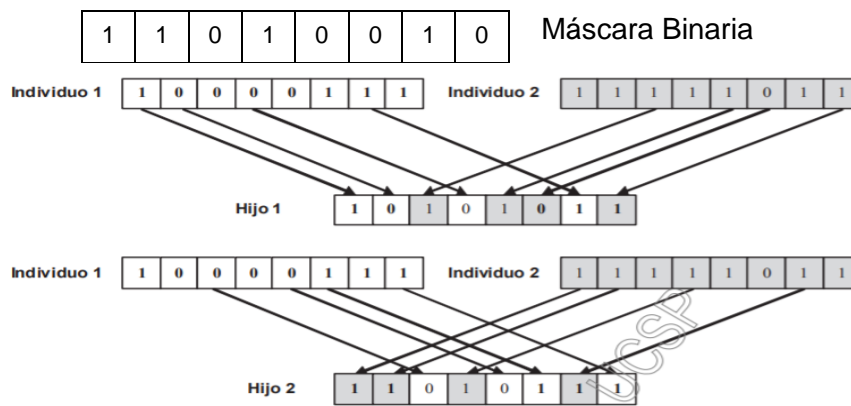 1 1 0 1 0 0 1 0 Máscara Binaria
Individuo 1 1 0 0 0 0 1 1 1 Individuo 2 1 1 1 1 1 0 1 1
Hijo 1 1 0 1 0 1 0 1 1
Individuo 1 1 0 0 0 0 1 1 1 Individuo 2 1 1 1 1 1 0 1 1
UCSP
Hijo 2 1 1 0 1 0 1 1 1